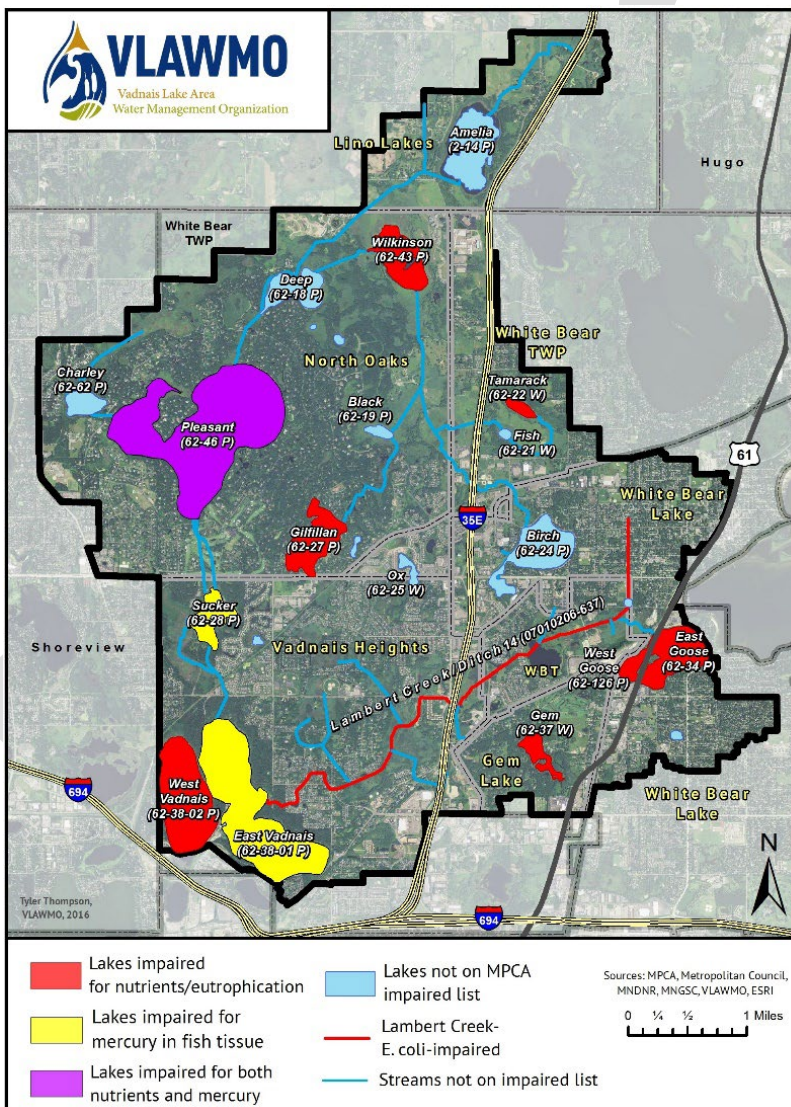 VLAWMO
Vadnais Lake Area
Water Management Organization
Amelia
(2-14 P)
Lino Lakes
Hugo
White Bear
TWP
Wilkinson
(62-43 P)
Deep
(62-18 P)
White Bear
TWP
North Oaks
Charley
(62-62 P)
Tamarack
(62-22 W)
Black
(62-19 P)
Pleasant
(62-46 P)
Fish
(62-21 W)
61
White Bear
Lake
35E
Gilfillan
(62-27 P)
Birch
(62-24 P)
Ox
(62-25 W)
Sucker
(62-28 P)
Shoreview
Vadnais Heights
Lambert Creek/Ditch 14 (07010206-637)
East
Goose
(62-34 P)
West
Goose
(62-126 P)
WBT
Gem
(62-37 W)
Gem
Lake
West
Vadnais
(62-38-02 P)
694
White Bear
Lake
East Vadnais
(62-38-01 P)
N
Tyler Thompson,
VLAWMO, 2016
694
Lakes impaired
for nutrients/eutrophication
Lakes impaired for
mercury in fish tissue
Lakes impaired for both
nutrients and mercury
Lakes not on MPCA
impaired list
Lambert Creek-
E. coli-impaired
Streams not on impaired list
Sources: MPCA, Metropolitan Council,
MNDNR, MNGSC, VLAWMO, ESRI
0 ¼ ½ 1 Miles